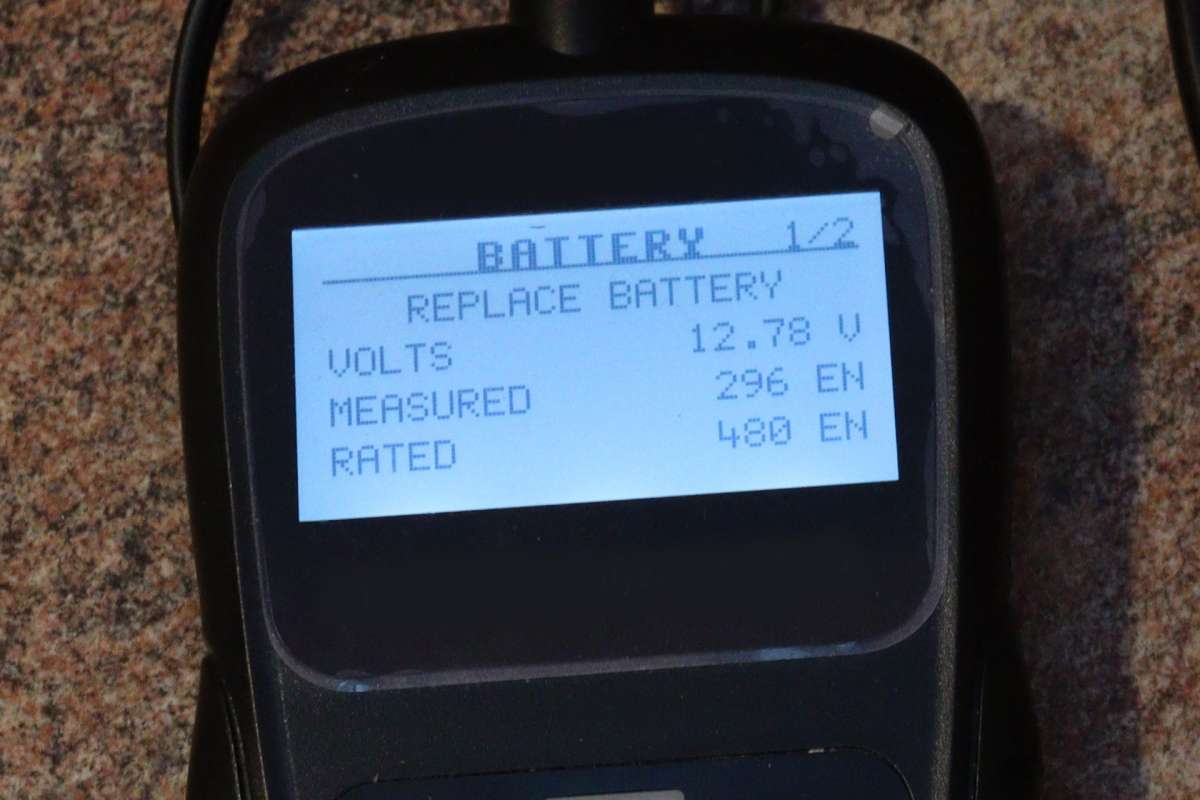 BATTERY 1/2
REPLACE BATTERY
VOLTS 12.78 V
MEASURED 296 EN
RATED 480 EN